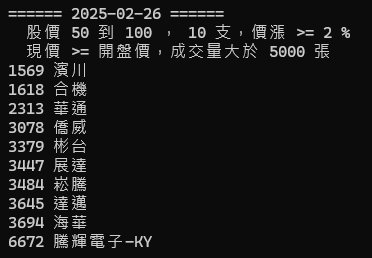 ====== 2025-02-26 ======
股價 50 到 100 , 10 支，價漲 >= 2 %
現價 >= 開盤價，成交量大於 5000 張
1569 濱川
1618 合機
2313 華通
3078 僑威
3379 彬台
3447 展達
3484 崧騰
3645 達邁
3694 海華
6672 騰輝電子-KY